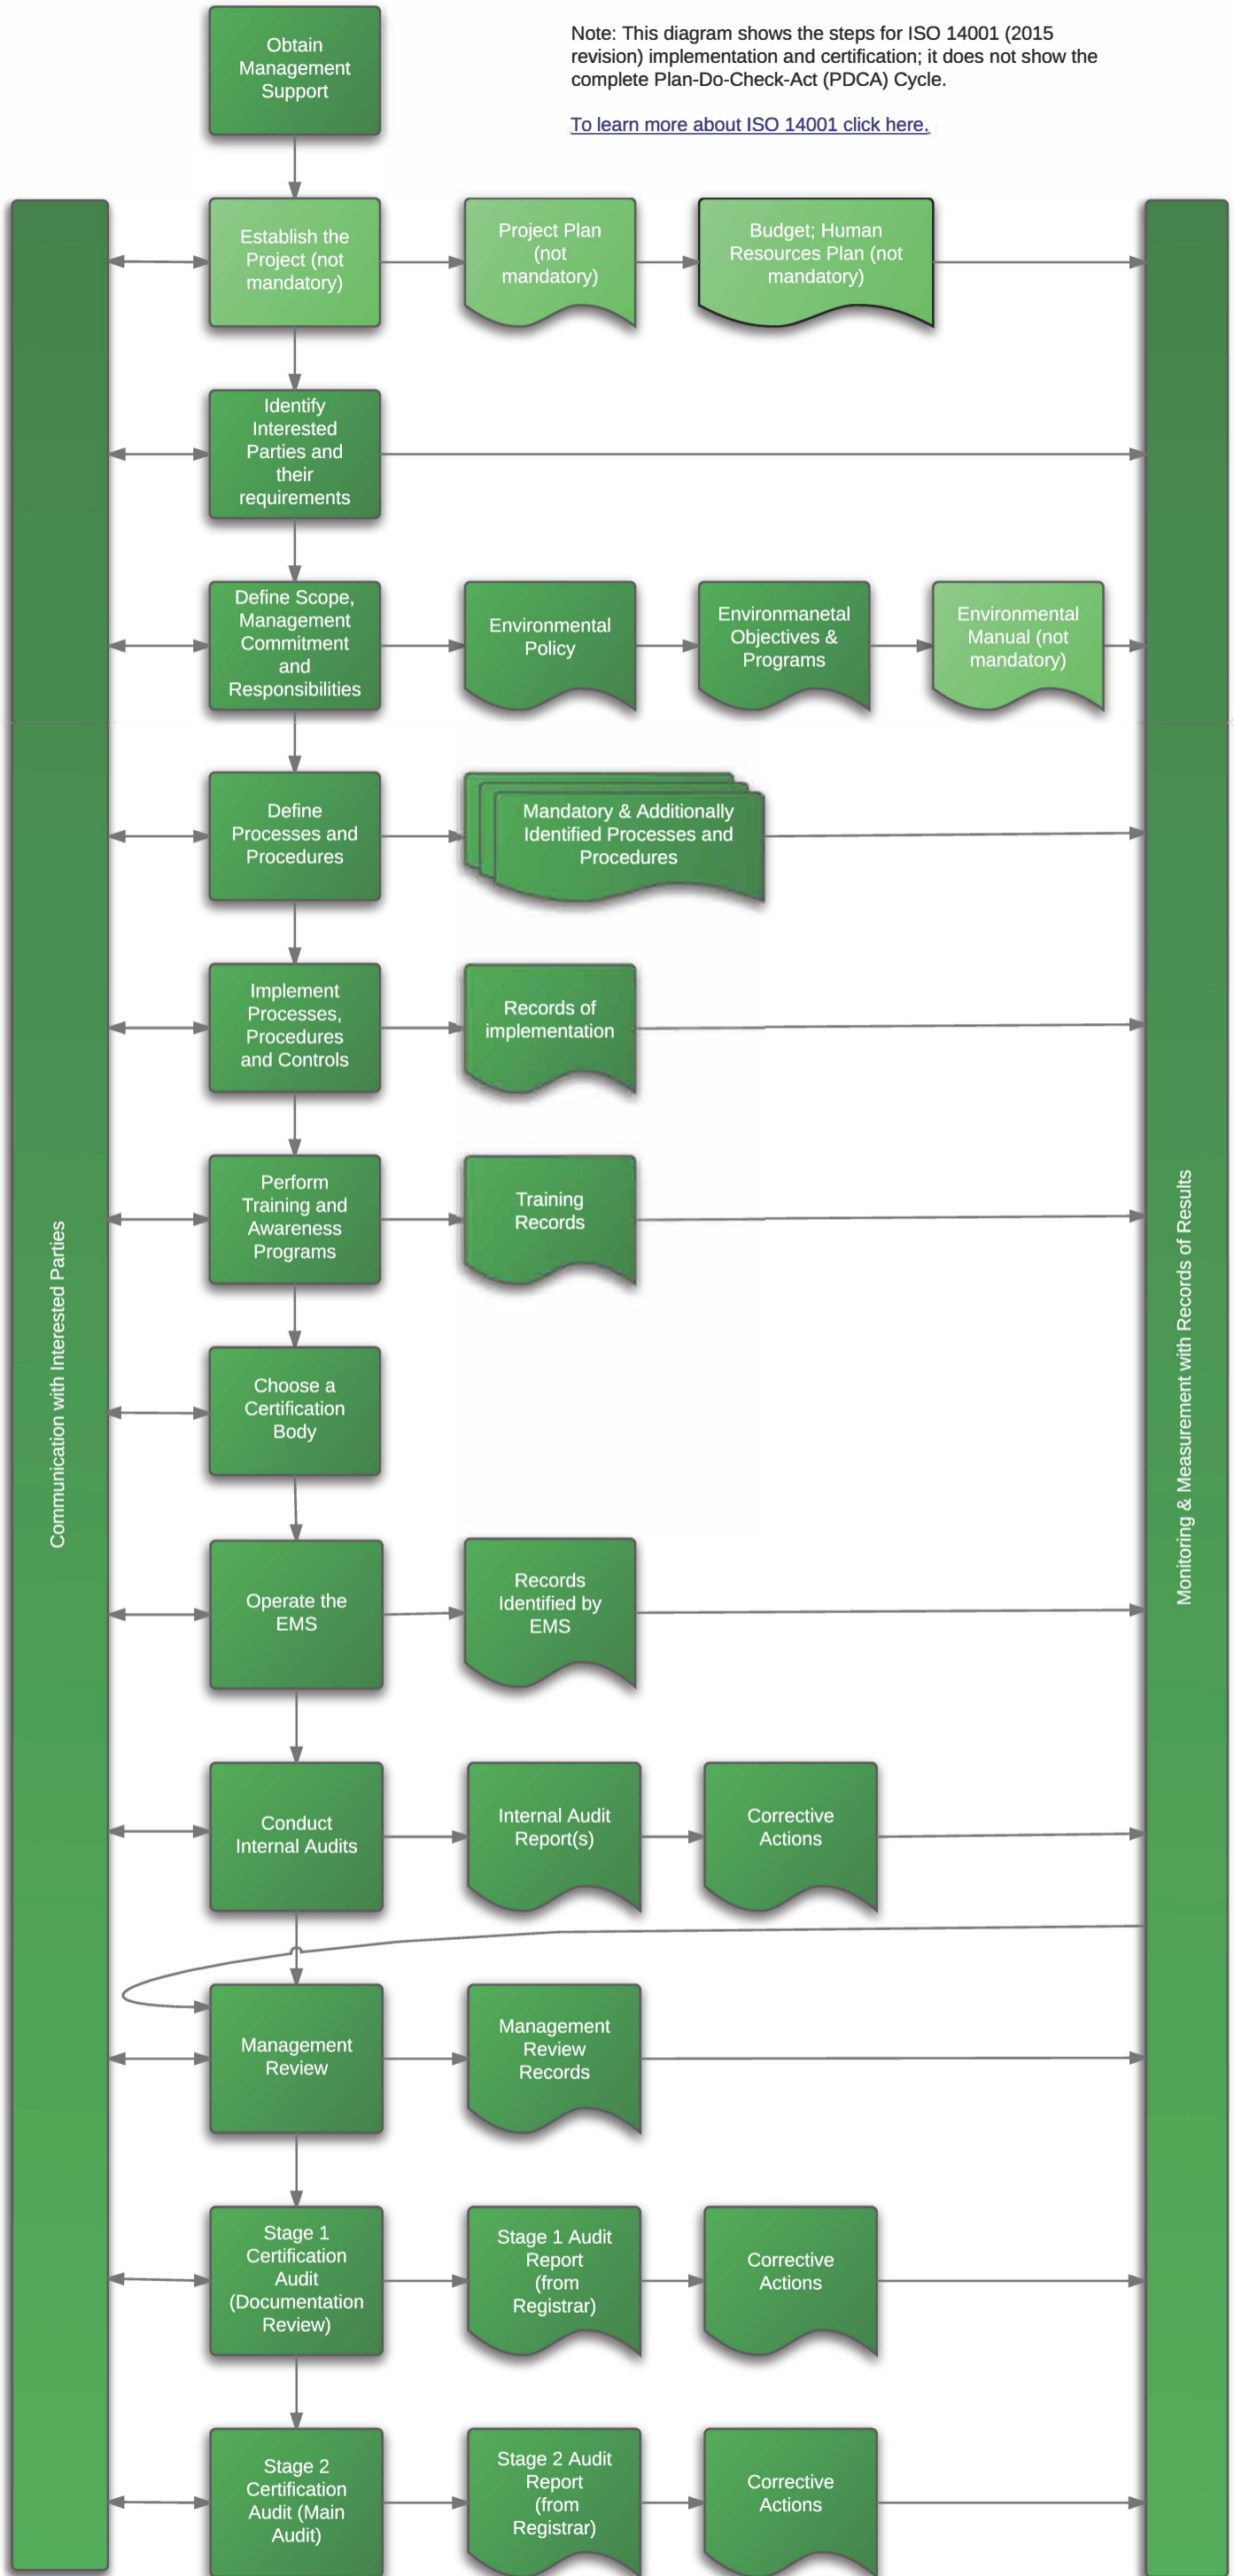 Obtain
Management
Support
Note: This diagram shows the steps for ISO 14001 (2015
revision) implementation and certification; it does not show the
complete Plan-Do-Check-Act (PDCA) Cycle.
To learn more about ISO 14001 click here.
Communication with Interested Parties
Establish the
Project (not
mandatory)
Project Plan
(not
mandatory)
Budget; Human
Resources Plan (not
mandatory)
Identify
Interested
Parties and
their
requirements
Define Scope,
Management
Commitment
and
Responsibilities
Environmental
Policy
Environmanetal
Objectives &
Programs
Environmental
Manual (not
mandatory)
Define
Processes and
Procedures
Mandatory & Additionally
Identified Processes and
Procedures
Implement
Processes,
Procedures
and Controls
Records of
implementation
Perform
Training and
Awareness
Programs
Training
Records
Choose a
Certification
Body
Operate the
EMS
Records
Identified by
EMS
Conduct
Internal Audits
Internal Audit
Report(s)
Corrective
Actions
Management
Review
Management
Review
Records
Stage 1
Certification
Audit
(Documentation
Review)
Stage 1 Audit
Report
(from
Registrar)
Corrective
Actions
Stage 2
Certification
Audit (Main
Audit)
Stage 2 Audit
Report
(from
Registrar)
Corrective
Actions
Monitoring & Measurement with Records of Results